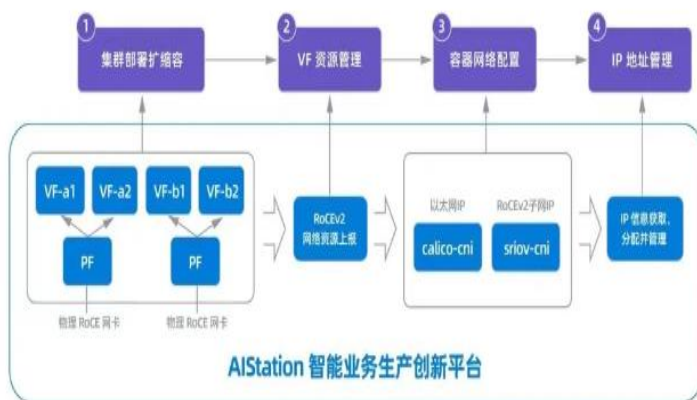 1
2
3
4
集群部署扩缩容
VF 资源管理
容器网络配置
IP 地址管理
VF-a1
VF-a2
VF-b1
VF-b2
PF
PF
物理 RoCE 网卡
物理 RoCE 网卡
RoCEv2
网络资源上报
以太网IP
RoCEv2子网IP
calico-cni
sriov-cni
IP 信息获取、
分配并管理
AIStation 智能业务生产创新平台